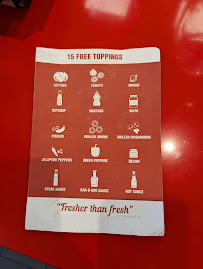 15 FREE TOPPINGS
LETTUCE
TOMATO
ONIONS
KETCHUP
MUSTARD
MAYO
PICKLES
GRILLED ONIONS
GRILLED MUSHROOMS
JALAPEÑO PEPPERS
GREEN PEPPERS
RELISH
STEAK SAUCE
BAR-B-QUE SAUCE
HOT SAUCE
"Fresher than fresh"